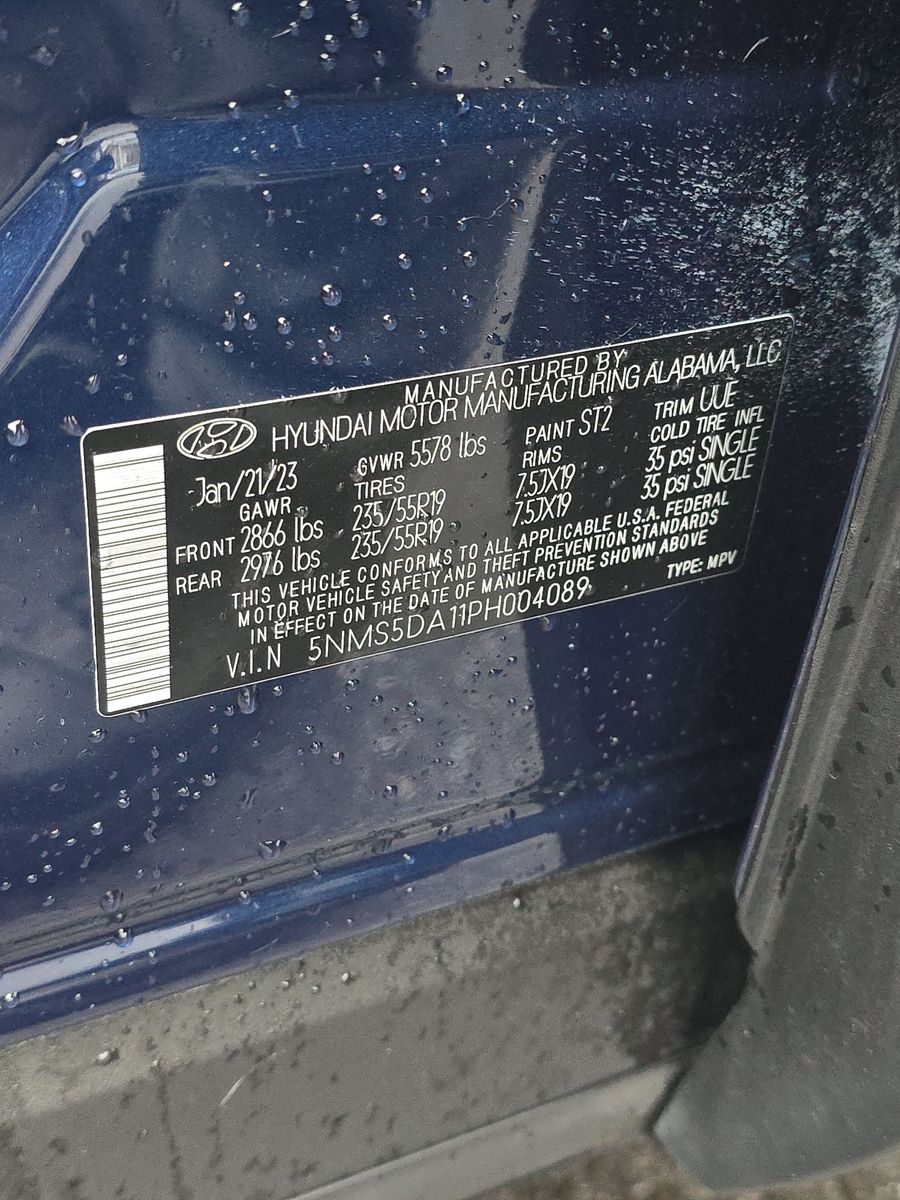 MANUFACTURED BY
HYUNDAI MOTOR MANUFACTURING ALABAMA, LLC
Jan/21/23 GVWR 5578 lbs PAINT ST2 TRIM UUE
GAWR TIRES RIMS COLD TIRE INFL
FRONT 2866 lbs 235/55R19 7.5JX19 35 psi SINGLE
REAR 2976 lbs 235/55R19 7.5JX19 35 psi SINGLE
THIS VEHICLE CONFORMS TO ALL APPLICABLE U.S.A. FEDERAL
MOTOR VEHICLE SAFETY AND THEFT PREVENTION STANDARDS
IN EFFECT ON THE DATE OF MANUFACTURE SHOWN ABOVE
V.I.N 5NMS5DA11PH004089 TYPE: MPV